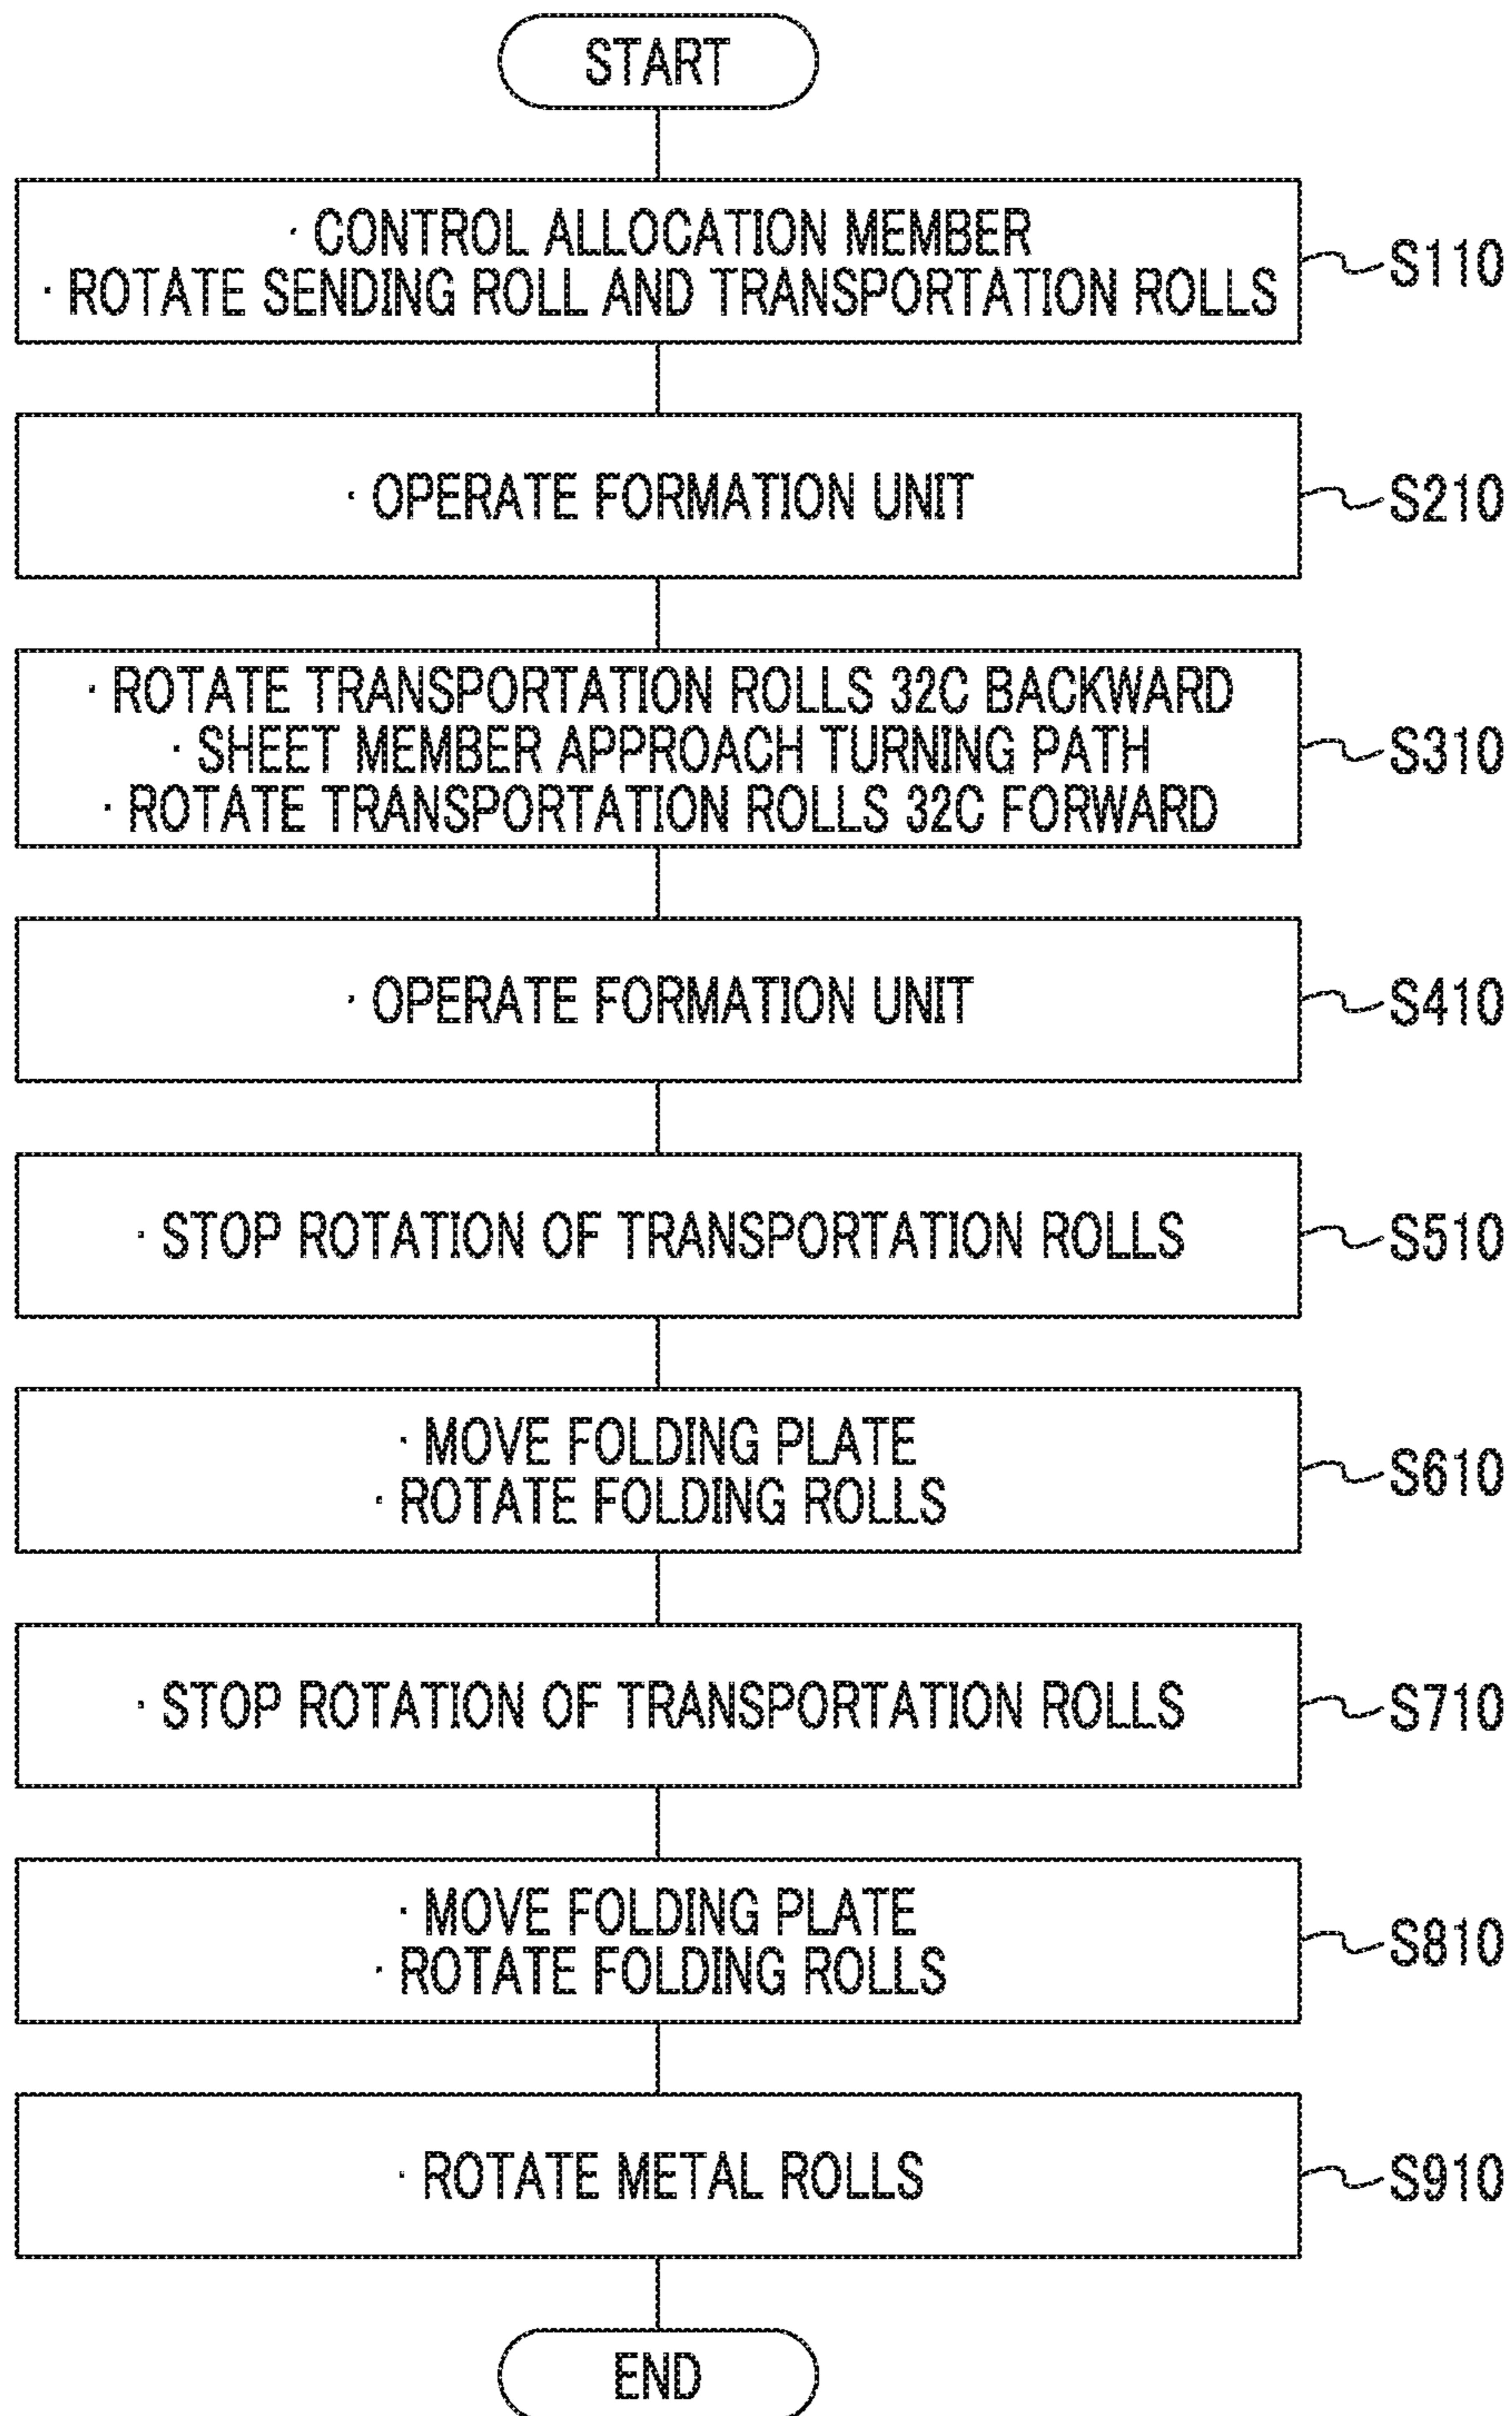 START
· CONTROL ALLOCATION MEMBER
· ROTATE SENDING ROLL AND TRANSPORTATION ROLLS
S110
· OPERATE FORMATION UNIT
S210
· ROTATE TRANSPORTATION ROLLS 32C BACKWARD
· SHEET MEMBER APPROACH TURNING PATH
· ROTATE TRANSPORTATION ROLLS 32C FORWARD
S310
· OPERATE FORMATION UNIT
S410
· STOP ROTATION OF TRANSPORTATION ROLLS
S510
· MOVE FOLDING PLATE
· ROTATE FOLDING ROLLS
S610
· STOP ROTATION OF TRANSPORTATION ROLLS
S710
· MOVE FOLDING PLATE
· ROTATE FOLDING ROLLS
S810
· ROTATE METAL ROLLS
S910
END